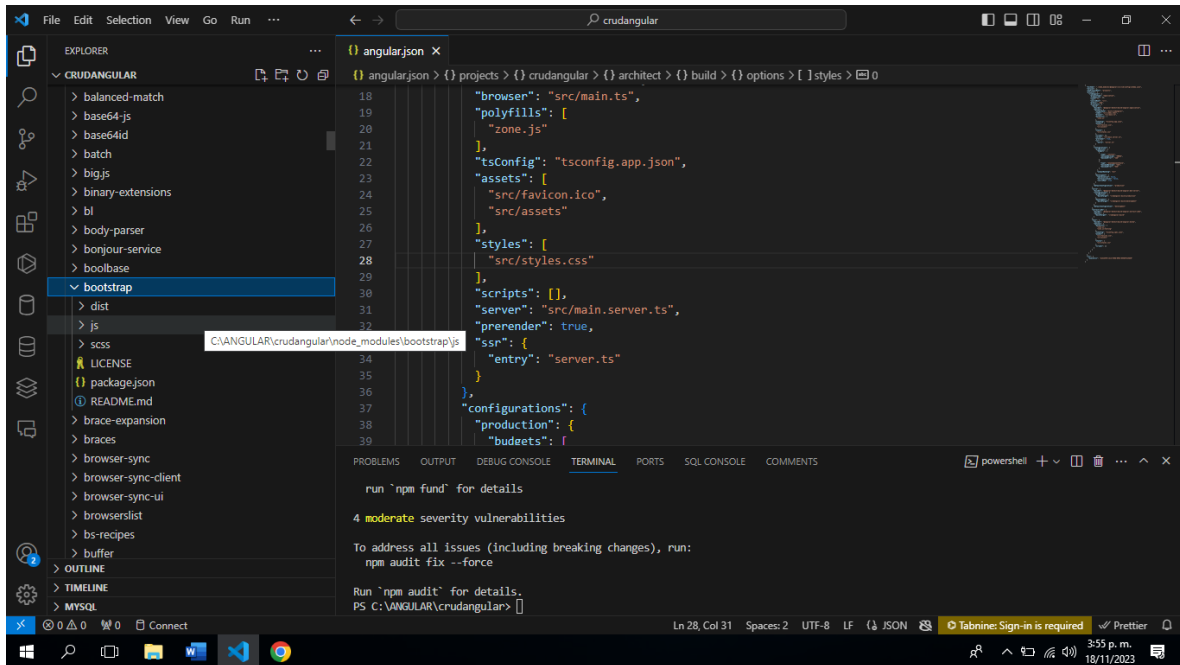 File Edit Selection View Go Run ···
crudangular
EXPLORER
CRUDANGULAR
balanced-match
base64-js
base64id
batch
big.js
binary-extensions
bl
body-parser
bonjour-service
boolbase
bootstrap
dist
js
scss
LICENSE
package.json
README.md
brace-expansion
braces
browser-sync
browser-sync-client
browser-sync-ui
browserslist
bs-recipes
buffer
OUTLINE
TIMELINE
MYSQL
C:\ANGULAR\crudangular\node_modules\bootstrap\js
{} angular.json
{} angular.json > {} projects > {} crudangular > {} architect > {} build > {} options > [ ] styles > 0
18 "browser": "src/main.ts",
19 "polyfills": [
20 "zone.js"
21 ],
22 "tsConfig": "tsconfig.app.json",
23 "assets": [
24 "src/favicon.ico",
25 "src/assets"
26 ],
27 "styles": [
28 "src/styles.css"
29 ],
30 "scripts": [],
31 "server": "src/main.server.ts",
32 "prerender": true,
"ssr": {
34 "entry": "server.ts"
35 }
36 },
37 "configurations": {
38 "production": {
39 "budgets": [
PROBLEMS OUTPUT DEBUG CONSOLE TERMINAL PORTS SQL CONSOLE COMMENTS
powershell
run `npm fund` for details
4 moderate severity vulnerabilities
To address all issues (including breaking changes), run:
npm audit fix --force
Run `npm audit` for details.
PS C:\ANGULAR\crudangular>
2
0 0 0 Connect
Ln 28, Col 31 Spaces: 2 UTF-8 LF JSON Tabnine: Sign-in is required Prettier
3:55 p. m.
18/11/2023